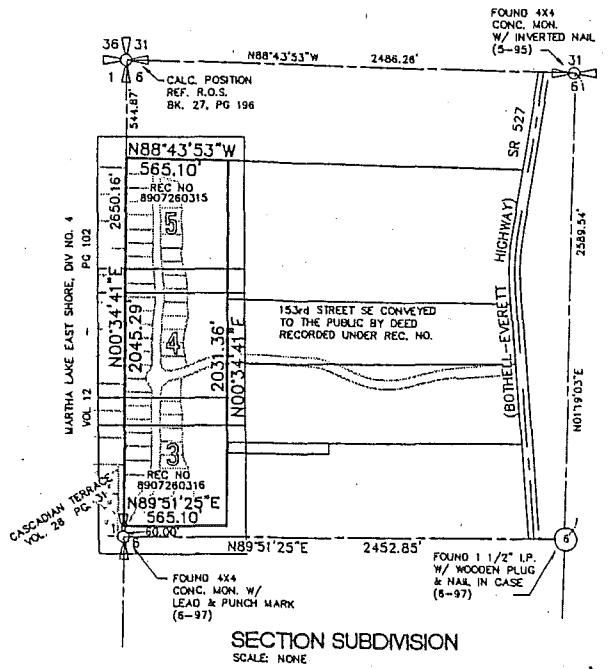 36 31
1 6
N88°43'53"W 2486.26'
FOUND 4X4
CONC. MON.
W/ INVERTED NAIL
(5-95)
31
6
CALC. POSITION
REF. R.O.S.
BK. 27, PG 196
544.87'
N88°43'53"W
565.10'
REC NO
8907260315
5
2650.16'
N00°34'41"E
2045.29'
MARTHA LAKE EAST SHORE, DIV NO. 4
VOL 12 - PG 102
4
2031.36'
N00°34'41"E
153rd STREET SE CONVEYED
TO THE PUBLIC BY DEED
RECORDED UNDER REC. NO.
SR 527
(BOTHELL-EVERETT HIGHWAY)
2589.54'
N01°19'03"E
3
REC NO
8907260316
N89°51'25"E
565.10'
CASCADIAN TERRACE
VOL. 28 PG. 31
1
6
60.00'
N89°51'25"E 2452.85'
6
FOUND 4X4
CONC. MON. W/
LEAD & PUNCH MARK
(6-97)
FOUND 1 1/2" I.P.
W/ WOODEN PLUG
& NAIL IN CASE
(6-97)
SECTION SUBDIVISION
SCALE: NONE